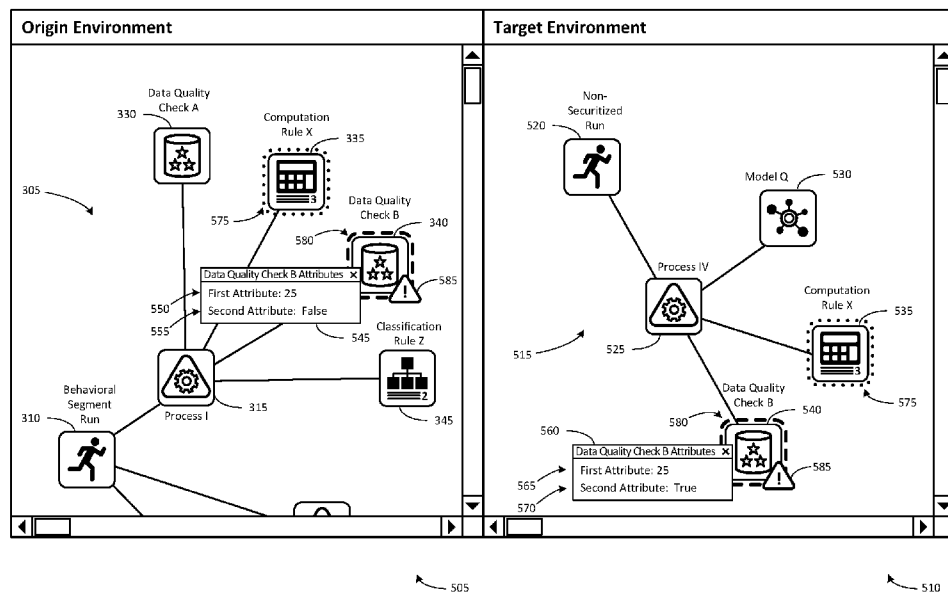 Origin Environment
Target Environment
Data Quality
Check A
330
Computation
Rule X
335
3
305
575
Data Quality
Check B
340
580
585
Data Quality Check B Attributes ×
First Attribute: 25
Second Attribute: False
550
555
545
Classification
Rule Z
2
345
Process I
315
Behavioral
Segment
Run
310
505
Non-
Securitized
Run
520
Model Q
530
Process IV
525
515
Computation
Rule X
535
3
575
Data Quality
Check B
540
580
585
560
Data Quality Check B Attributes ×
First Attribute: 25
Second Attribute: True
565
570
510